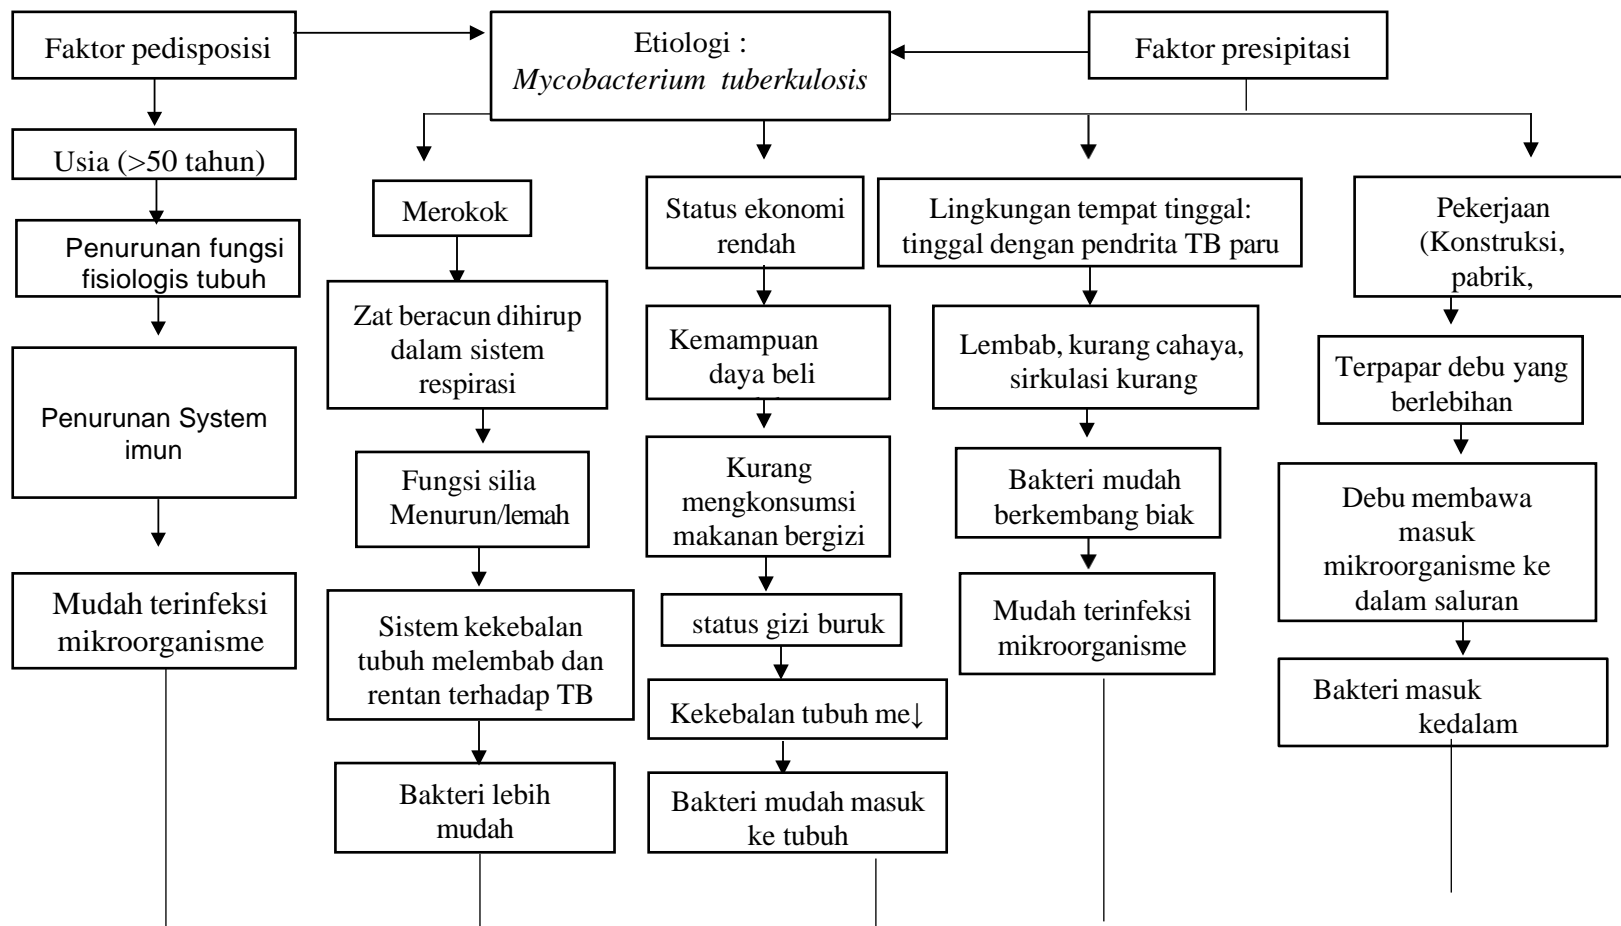 Faktor pedisposisi
Etiologi :
Mycobacterium tuberkulosis
Faktor presipitasi
Usia (>50 tahun)
Penurunan fungsi
fisiologis tubuh
Penurunan System
imun
Mudah terinfeksi
mikroorganisme
Merokok
Zat beracun dihirup
dalam sistem
respirasi
Fungsi silia
Menurun/lemah
Sistem kekebalan
tubuh melembab dan
rentan terhadap TB
Bakteri lebih
mudah
Status ekonomi
rendah
Kemampuan
daya beli
Kurang
mengkonsumsi
makanan bergizi
status gizi buruk
Kekebalan tubuh me↓
Bakteri mudah masuk
ke tubuh
Lingkungan tempat tinggal:
tinggal dengan pendrita TB paru
Lembab, kurang cahaya,
sirkulasi kurang
Bakteri mudah
berkembang biak
Mudah terinfeksi
mikroorganisme
Pekerjaan
(Konstruksi,
pabrik,
Terpapar debu yang
berlebihan
Debu membawa
masuk
mikroorganisme ke
dalam saluran
Bakteri masuk
kedalam